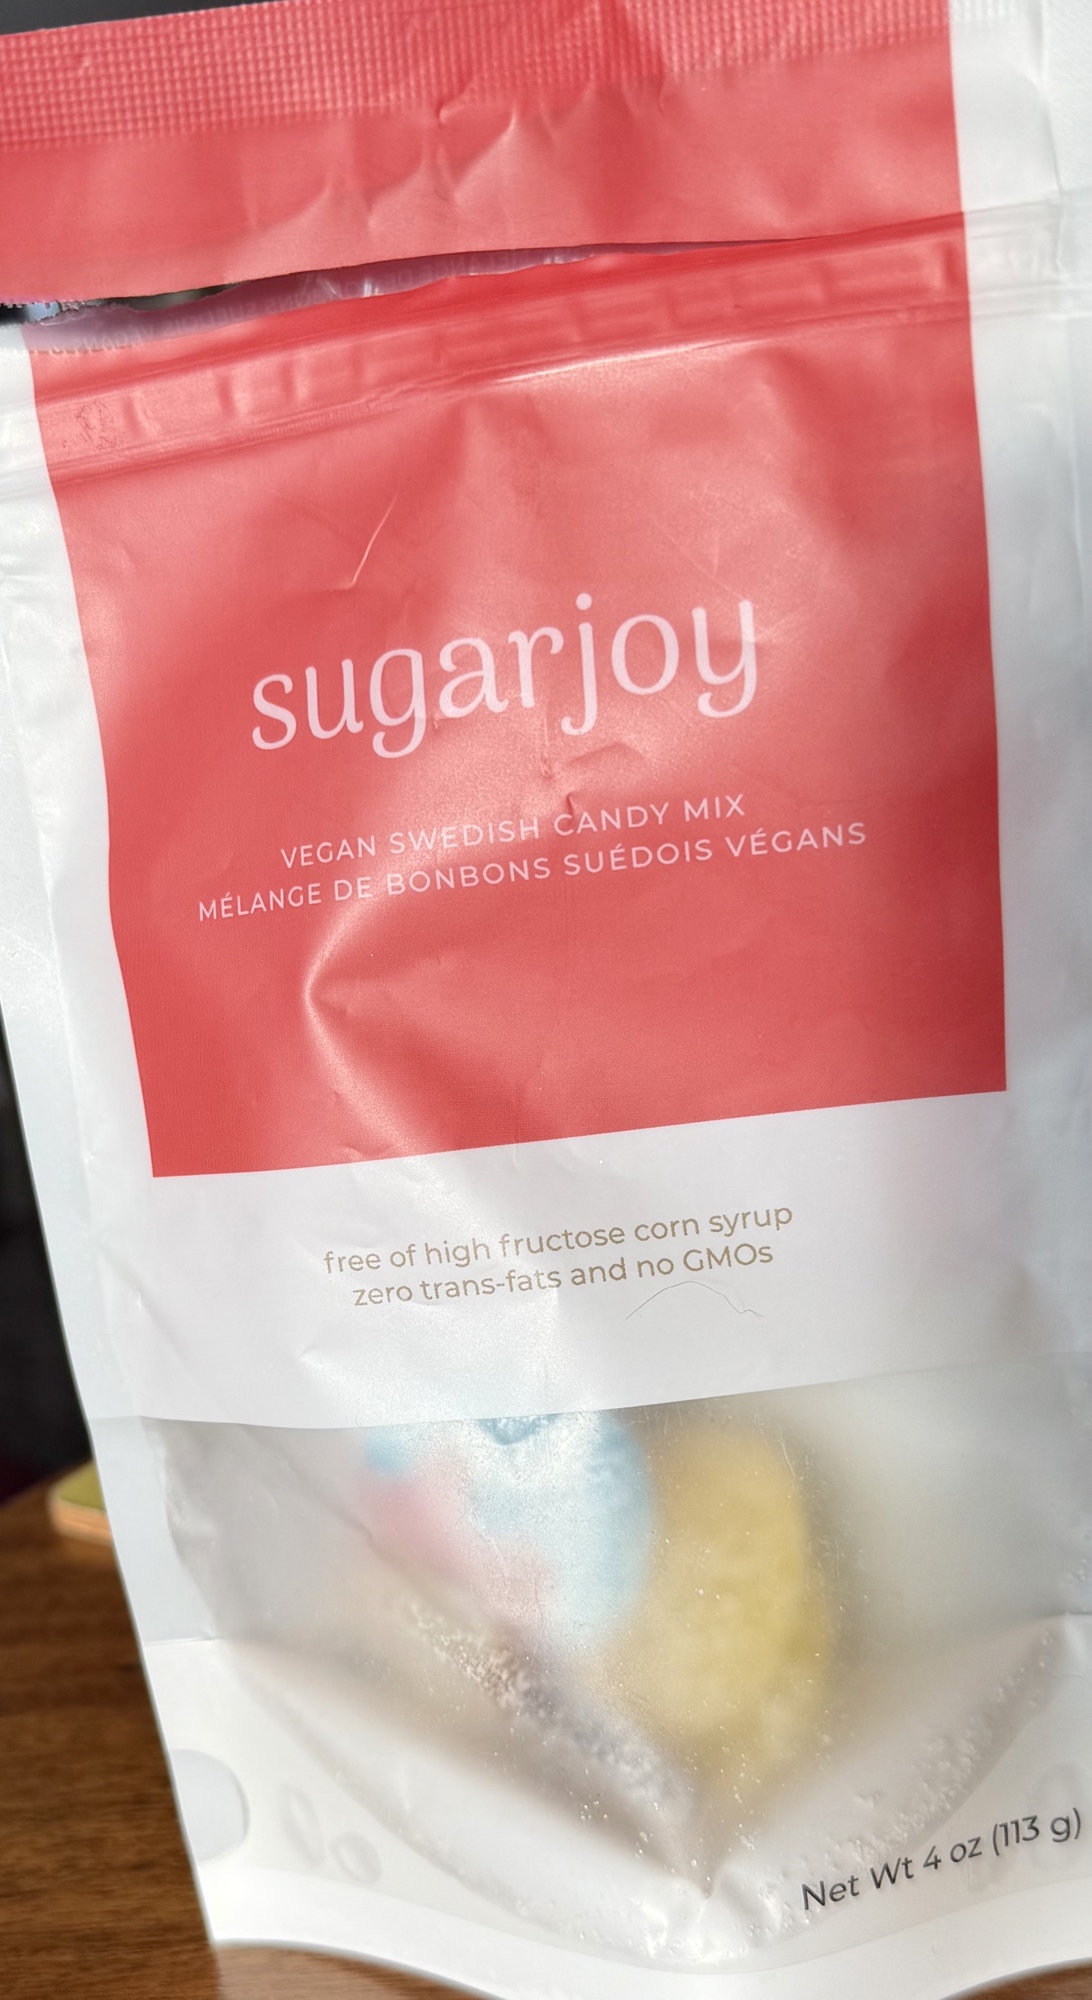 sugarjoy
VEGAN SWEDISH CANDY MIX
MÉLANGE DE BONBONS SUÉDOIS VÉGANS
free of high fructose corn syrup
zero trans-fats and no GMOs
Net Wt 4 oz (113 g)